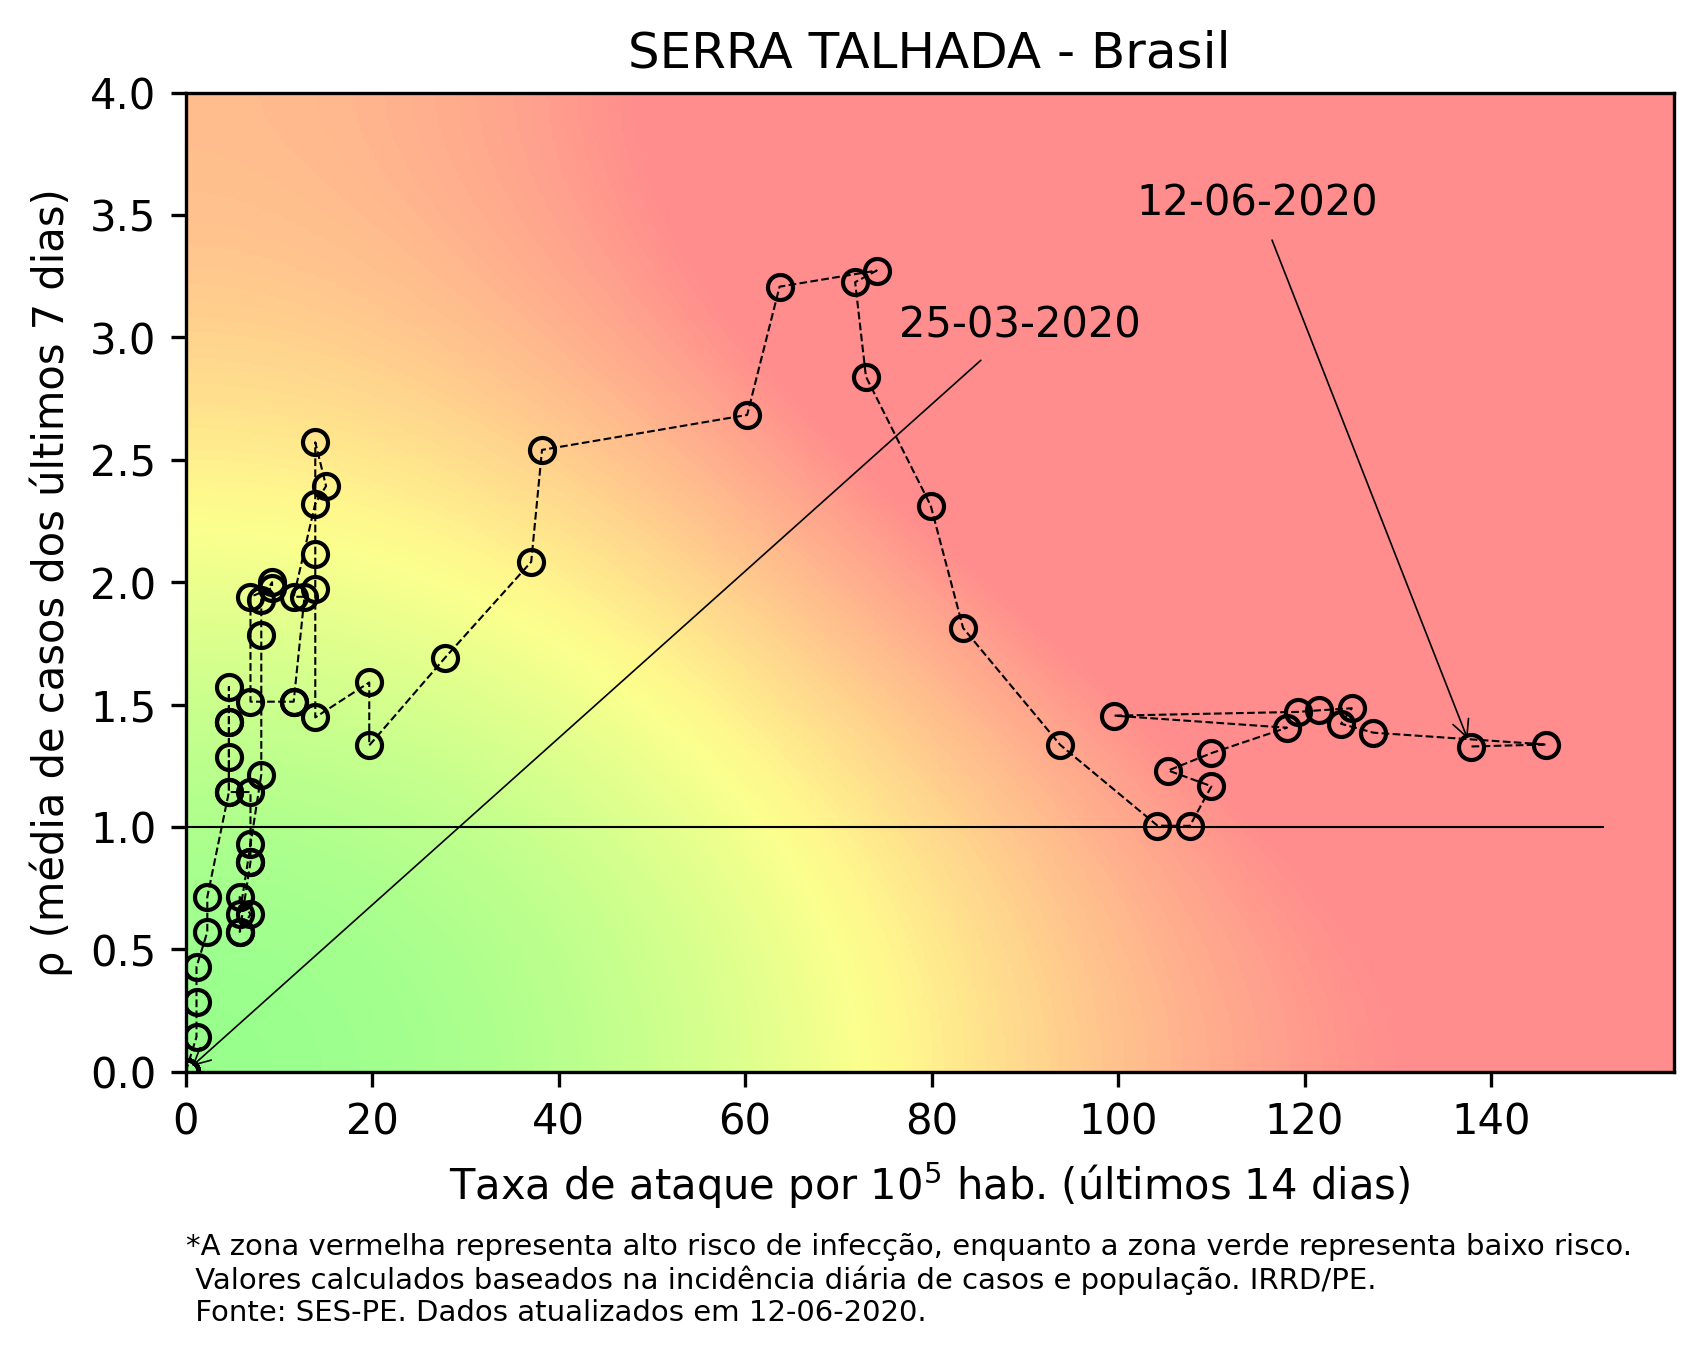 SERRA TALHADA - Brasil
4.0
3.5
3.0
2.5
2.0
1.5
1.0
0.5
0.0
ρ (média de casos dos últimos 7 dias)
12-06-2020
25-03-2020
0 20 40 60 80 100 120 140
Taxa de ataque por 10⁵ hab. (últimos 14 dias)
*A zona vermelha representa alto risco de infecção, enquanto a zona verde representa baixo risco.
Valores calculados baseados na incidência diária de casos e população. IRRD/PE.
Fonte: SES-PE. Dados atualizados em 12-06-2020.